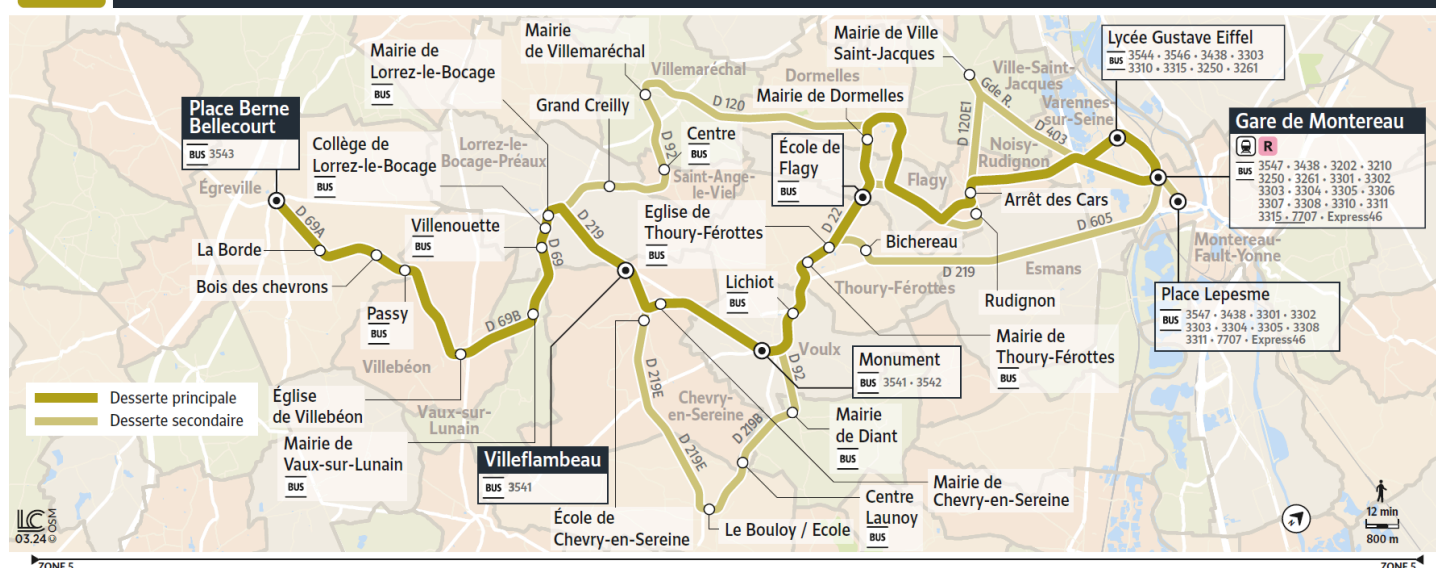 Place Berne
Bellecourt
BUS 3543
Égreville
D 69A
La Borde
Bois des chevrons
Passy
BUS
Villebéon
Église
de Villebéon
D 69B
Vaux-sur-
Lunain
Mairie de
Vaux-sur-Lunain
BUS
Villenouette
BUS
D 69
Collège de
Lorrez-le-Bocage
BUS
Mairie de
Lorrez-le-Bocage
BUS
Lorrez-le-
Bocage-Préaux
Grand Creilly
Mairie
de Villemaréchal
Villemaréchal
D 92
Centre
BUS
Saint-Ange-
le-Viel
D 120
D 219
Villeflambeau
BUS 3541
École de
Chevry-en-Sereine
D 219E
Chevry-
en-Sereine
D 219E
Le Bouloy / Ecole
D 219B
Centre
Launoy
BUS
Mairie
de Diant
BUS
D 92
Mairie de
Chevry-en-Sereine
Monument
BUS 3541 • 3542
Voulx
Lichiot
BUS
Mairie de
Thoury-Férottes
BUS
Eglise de
Thoury-Férottes
BUS
Thoury-Férottes
Bichereau
D 219
Esmans
D 605
D 22
École de
Flagy
BUS
Flagy
Dormelles
Mairie de Dormelles
Mairie de Ville
Saint-Jacques
Ville-Saint-
Jacques
Gde R.
D 120E1
D 403
Noisy-
Rudignon
Arrêt des Cars
Rudignon
Varennes-
sur-Seine
Lycée Gustave Eiffel
BUS 3544 • 3546 • 3438 • 3303
3310 • 3315 • 3250 • 3261
Gare de Montereau
R
BUS 3547 • 3438 • 3202 • 3210
3250 • 3261 • 3301 • 3302
3303 • 3304 • 3305 • 3306
3307 • 3308 • 3310 • 3311
3315 • 7707 • Express46
Montereau-
Fault-Yonne
Place Lepesme
BUS 3547 • 3438 • 3301 • 3302
3303 • 3304 • 3305 • 3308
3311 • 7707 • Express46
Desserte principale
Desserte secondaire
LC
03.24 © OSM
12 min
800 m
ZONE 5
ZONE 5